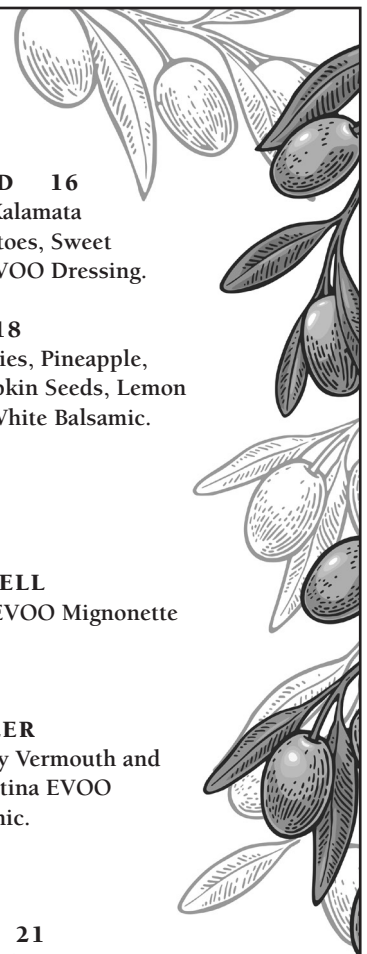 D 16
Kalamata
toes, Sweet
VOO Dressing.
18
ies, Pineapple,
pkin Seeds, Lemon
White Balsamic.
ELL
EVOO Mignonette
ER
y Vermouth and
tina EVOO
nic.
21